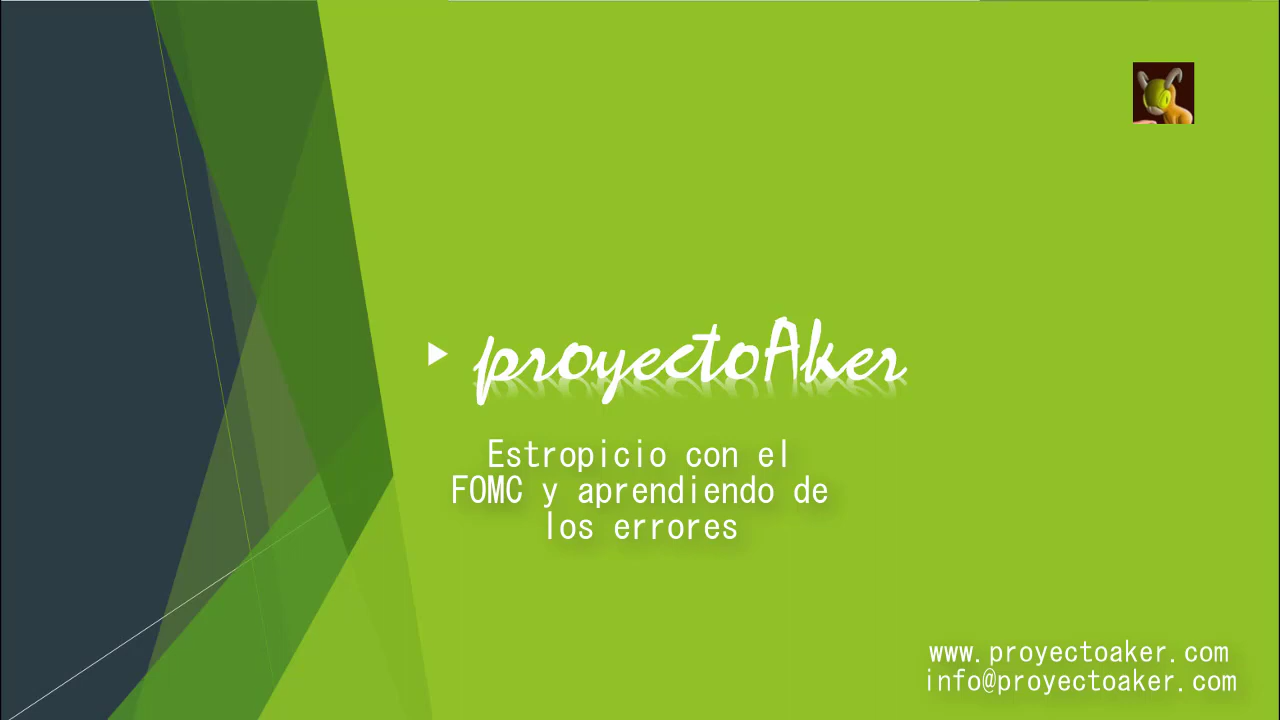 proyectoAker
Estropicio con el
FOMC y aprendiendo de
los errores
www.proyectoaker.com
info@proyectoaker.com